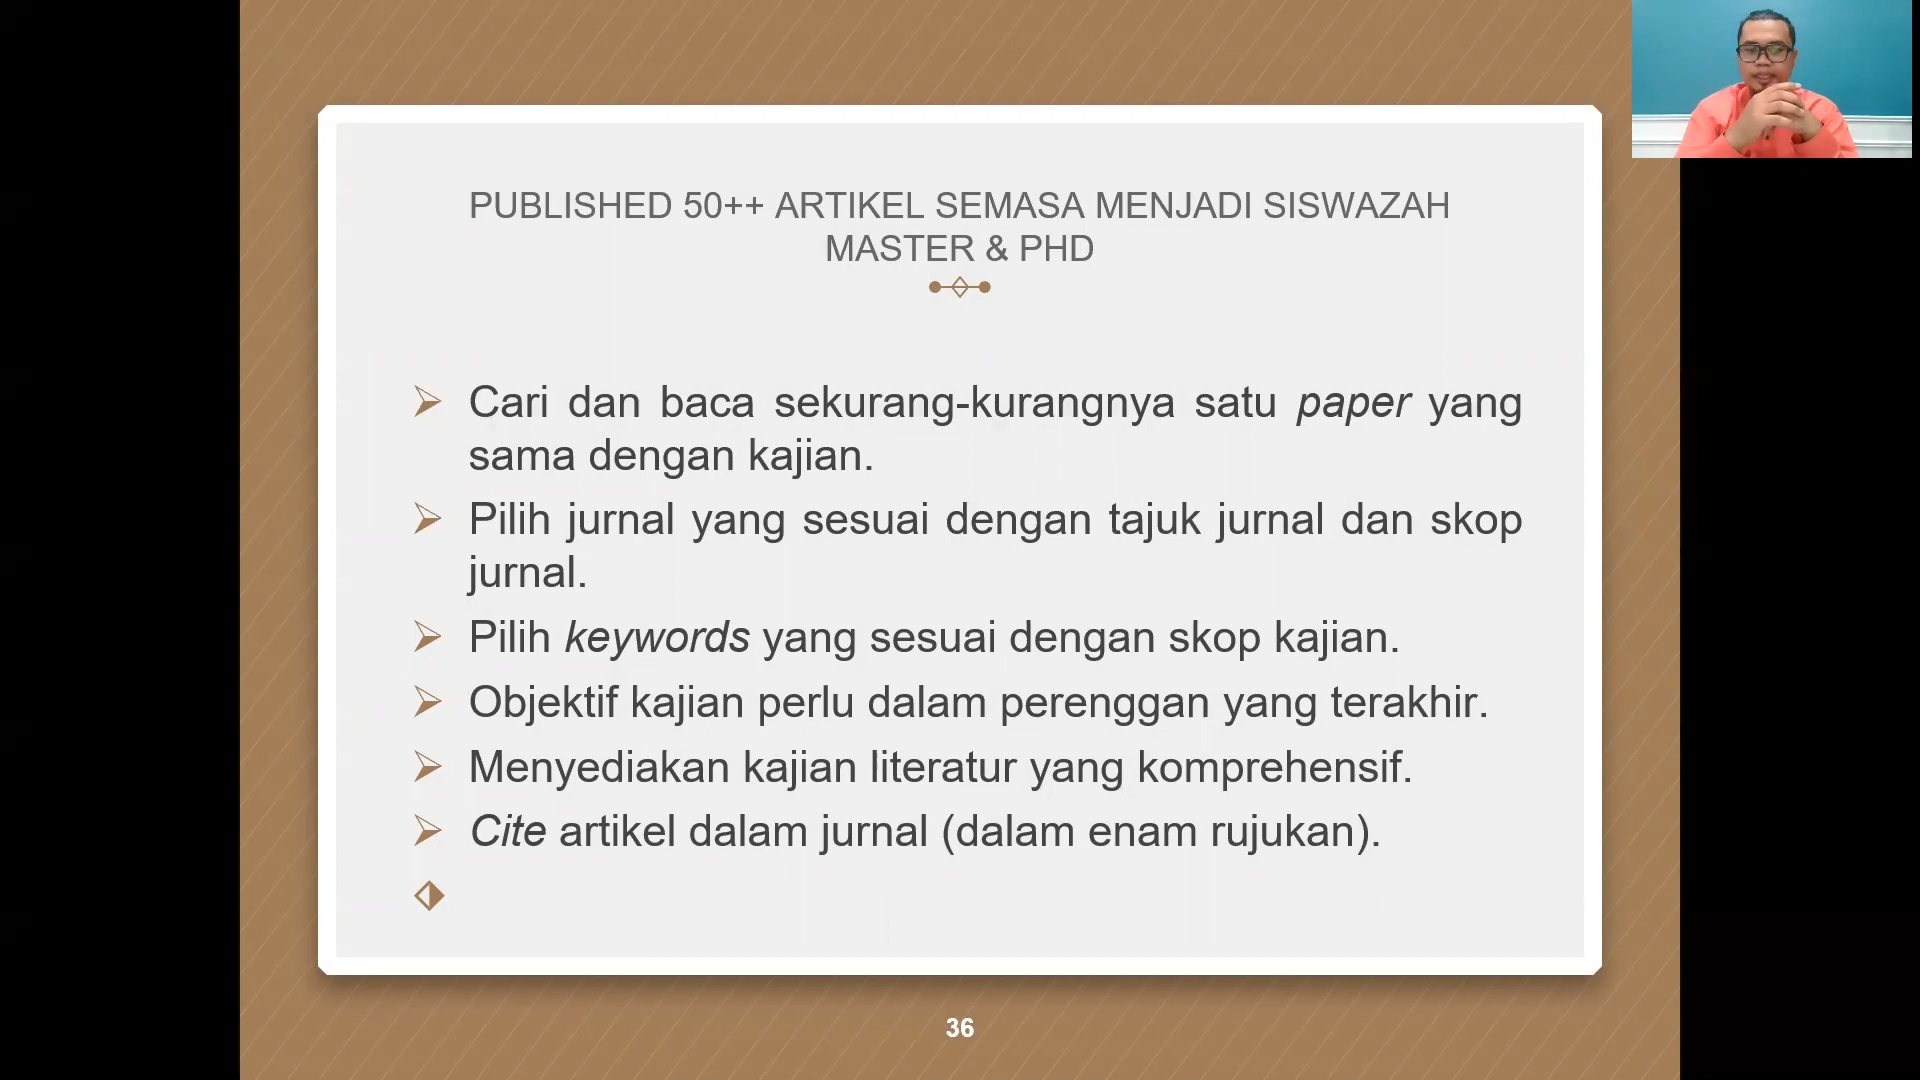 PUBLISHED 50++ ARTIKEL SEMASA MENJADI SISWAZAH
MASTER & PHD
Cari dan baca sekurang-kurangnya satu paper yang
sama dengan kajian.
Pilih jurnal yang sesuai dengan tajuk jurnal dan skop
jurnal.
Pilih keywords yang sesuai dengan skop kajian.
Objektif kajian perlu dalam perenggan yang terakhir.
Menyediakan kajian literatur yang komprehensif.
Cite artikel dalam jurnal (dalam enam rujukan).
36